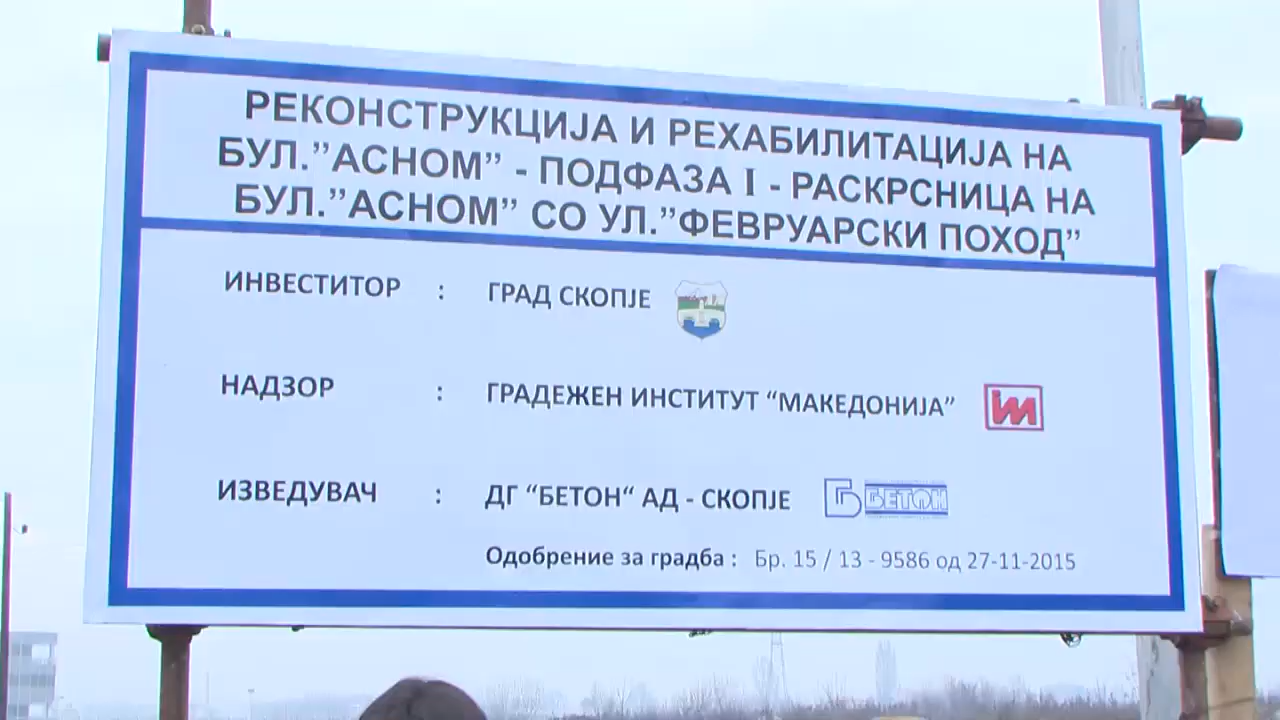 РЕКОНСТРУКЦИЈА И РЕХАБИЛИТАЦИЈА НА
БУЛ.”АСНОМ” - ПОДФАЗА I - РАСКРСНИЦА НА
БУЛ.”АСНОМ” СО УЛ.”ФЕВРУАРСКИ ПОХОД”
ИНВЕСТИТОР : ГРАД СКОПЈЕ
НАДЗОР : ГРАДЕЖЕН ИНСТИТУТ “МАКЕДОНИЈА” im
ИЗВЕДУВАЧ : ДГ “БЕТОН“ АД - СКОПЈЕ ГБ БЕТОН
Одобрение за градба : Бр. 15 / 13 - 9586 од 27-11-2015